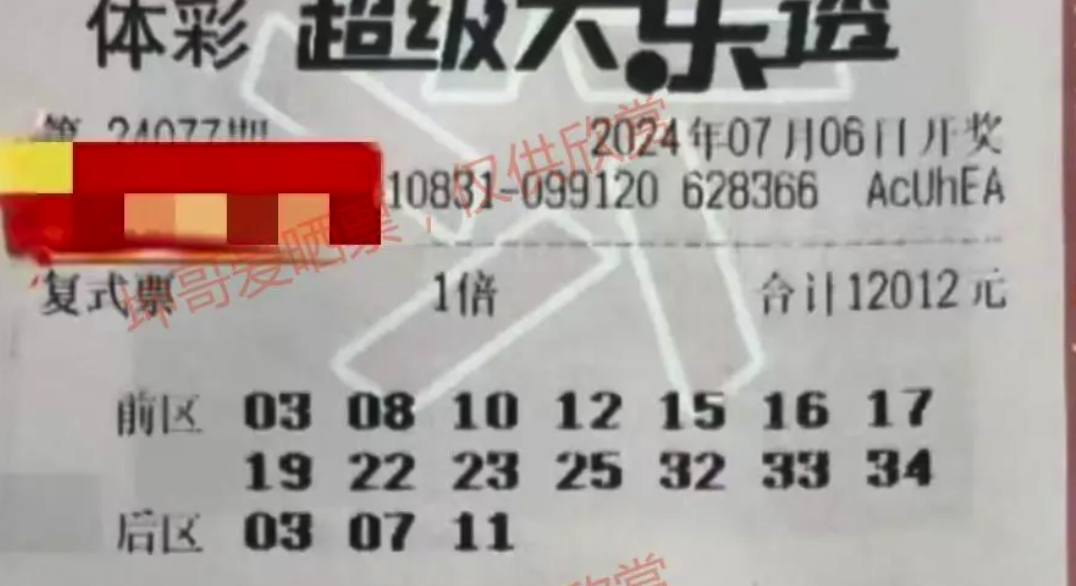 体彩 超级大乐透
第 24077期 2024年07月06日开奖
10831-099120 628366 AcUhEA
复式票 1倍 合计12012元
坤哥爱晒票，仅供欣赏
前区 03 08 10 12 15 16 17
19 22 23 25 32 33 34
后区 03 07 11
欣赏